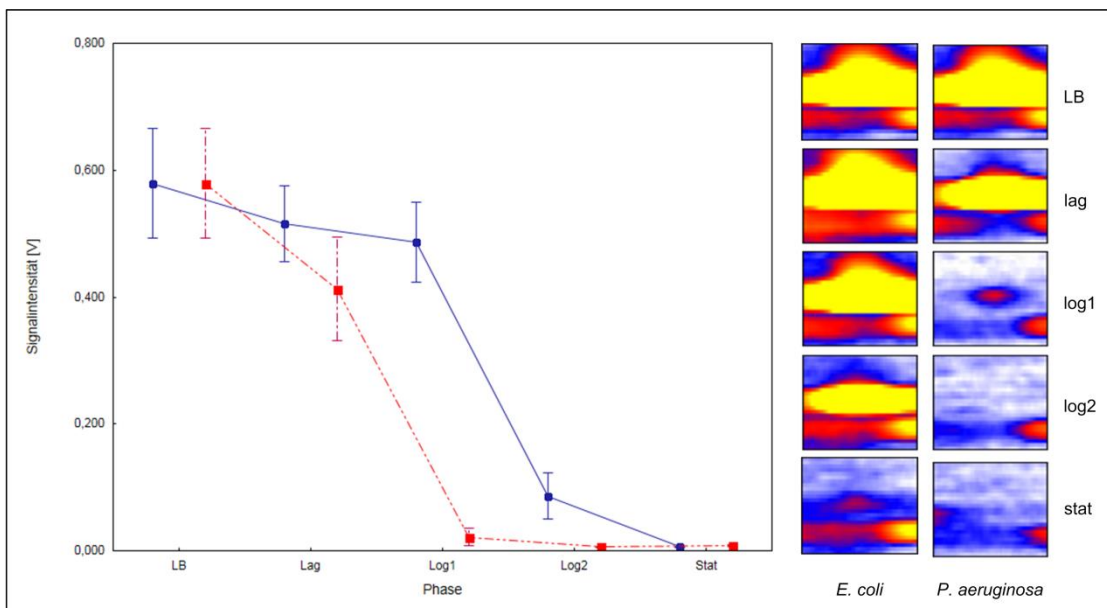 0,800
0,600
0,400
0,200
0,000
Signalintensität [V]
LB Lag Log1 Log2 Stat
Phase
LB
lag
log1
log2
stat
E. coli P. aeruginosa